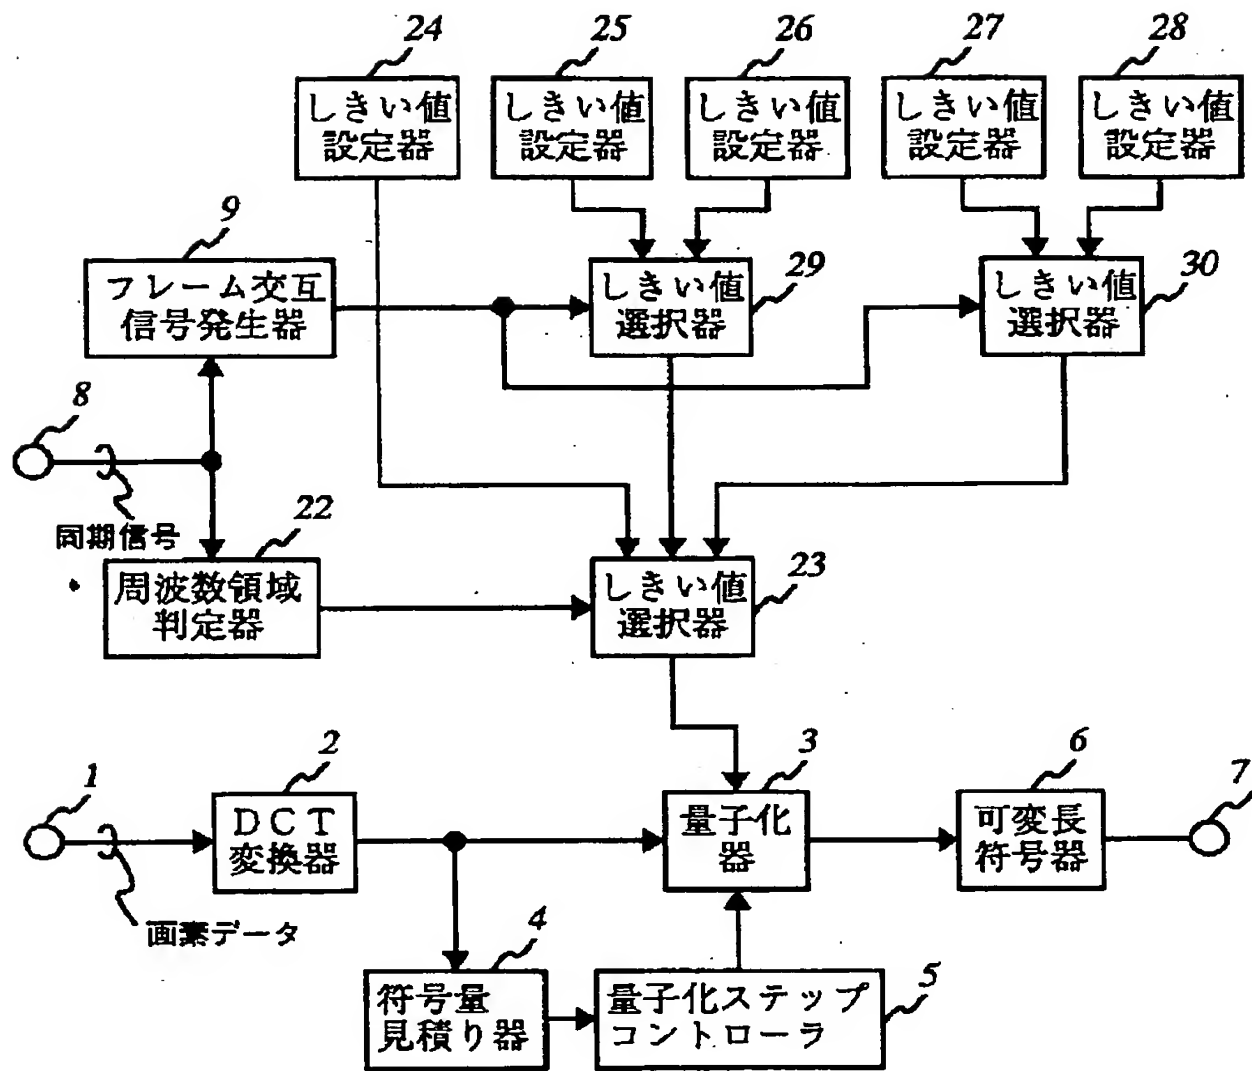 24
25
26
27
28
しきい値
設定器
しきい値
設定器
しきい値
設定器
しきい値
設定器
しきい値
設定器
9
フレーム交互
信号発生器
29
しきい値
選択器
30
しきい値
選択器
8
同期信号
22
周波数領域
判定器
23
しきい値
選択器
1
画素データ
2
DCT
変換器
3
量子化
器
6
可変長
符号器
7
4
符号量
見積り器
5
量子化ステップ
コントローラ